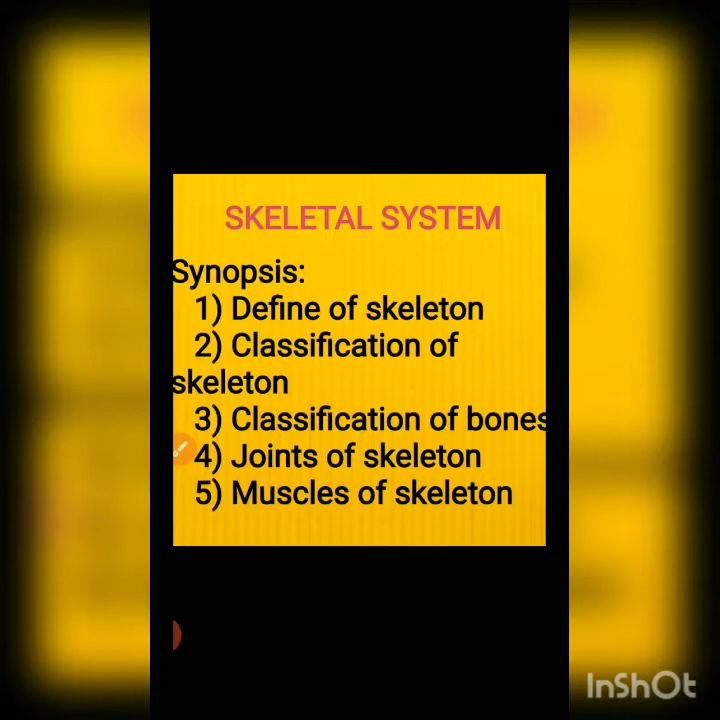 SKELETAL SYSTEM
Synopsis:
1) Define of skeleton
2) Classification of
skeleton
3) Classification of bones
4) Joints of skeleton
5) Muscles of skeleton
InShOt